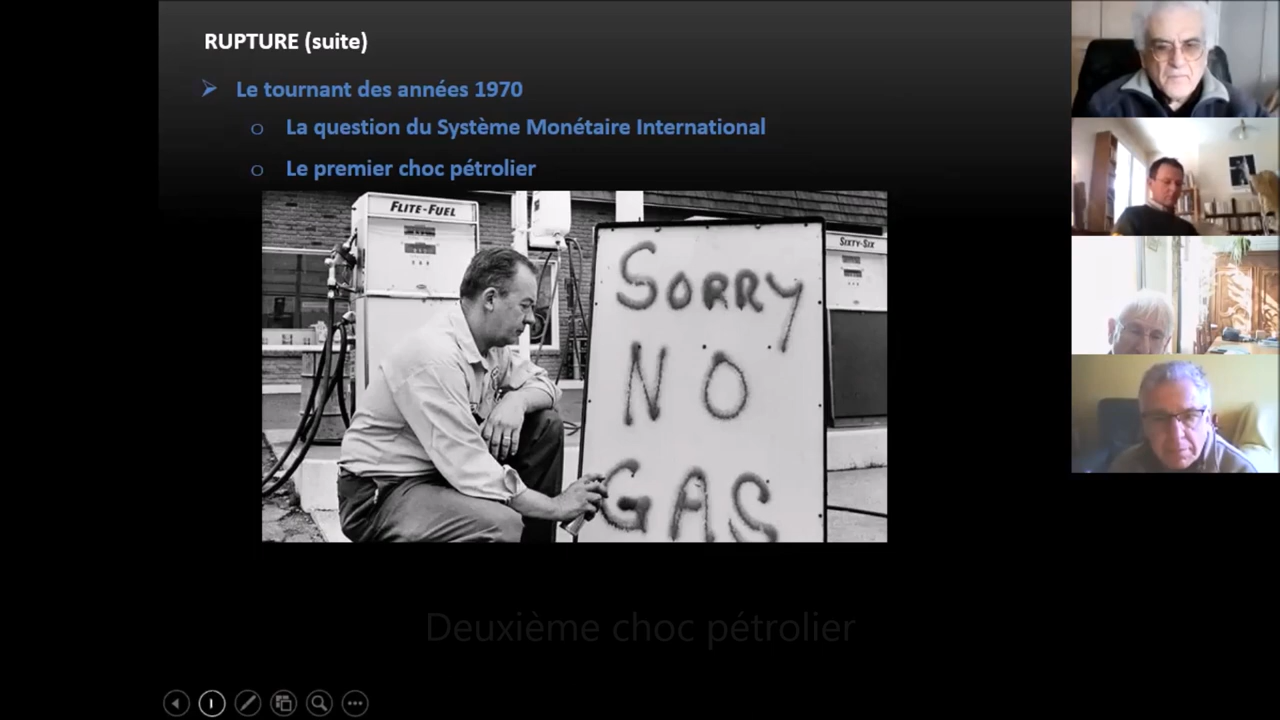 RUPTURE (suite)
Le tournant des années 1970
La question du Système Monétaire International
Le premier choc pétrolier
FLITE-FUEL
SIXTY-SIX
SORRY
NO
GAS
Deuxième choc pétrolier